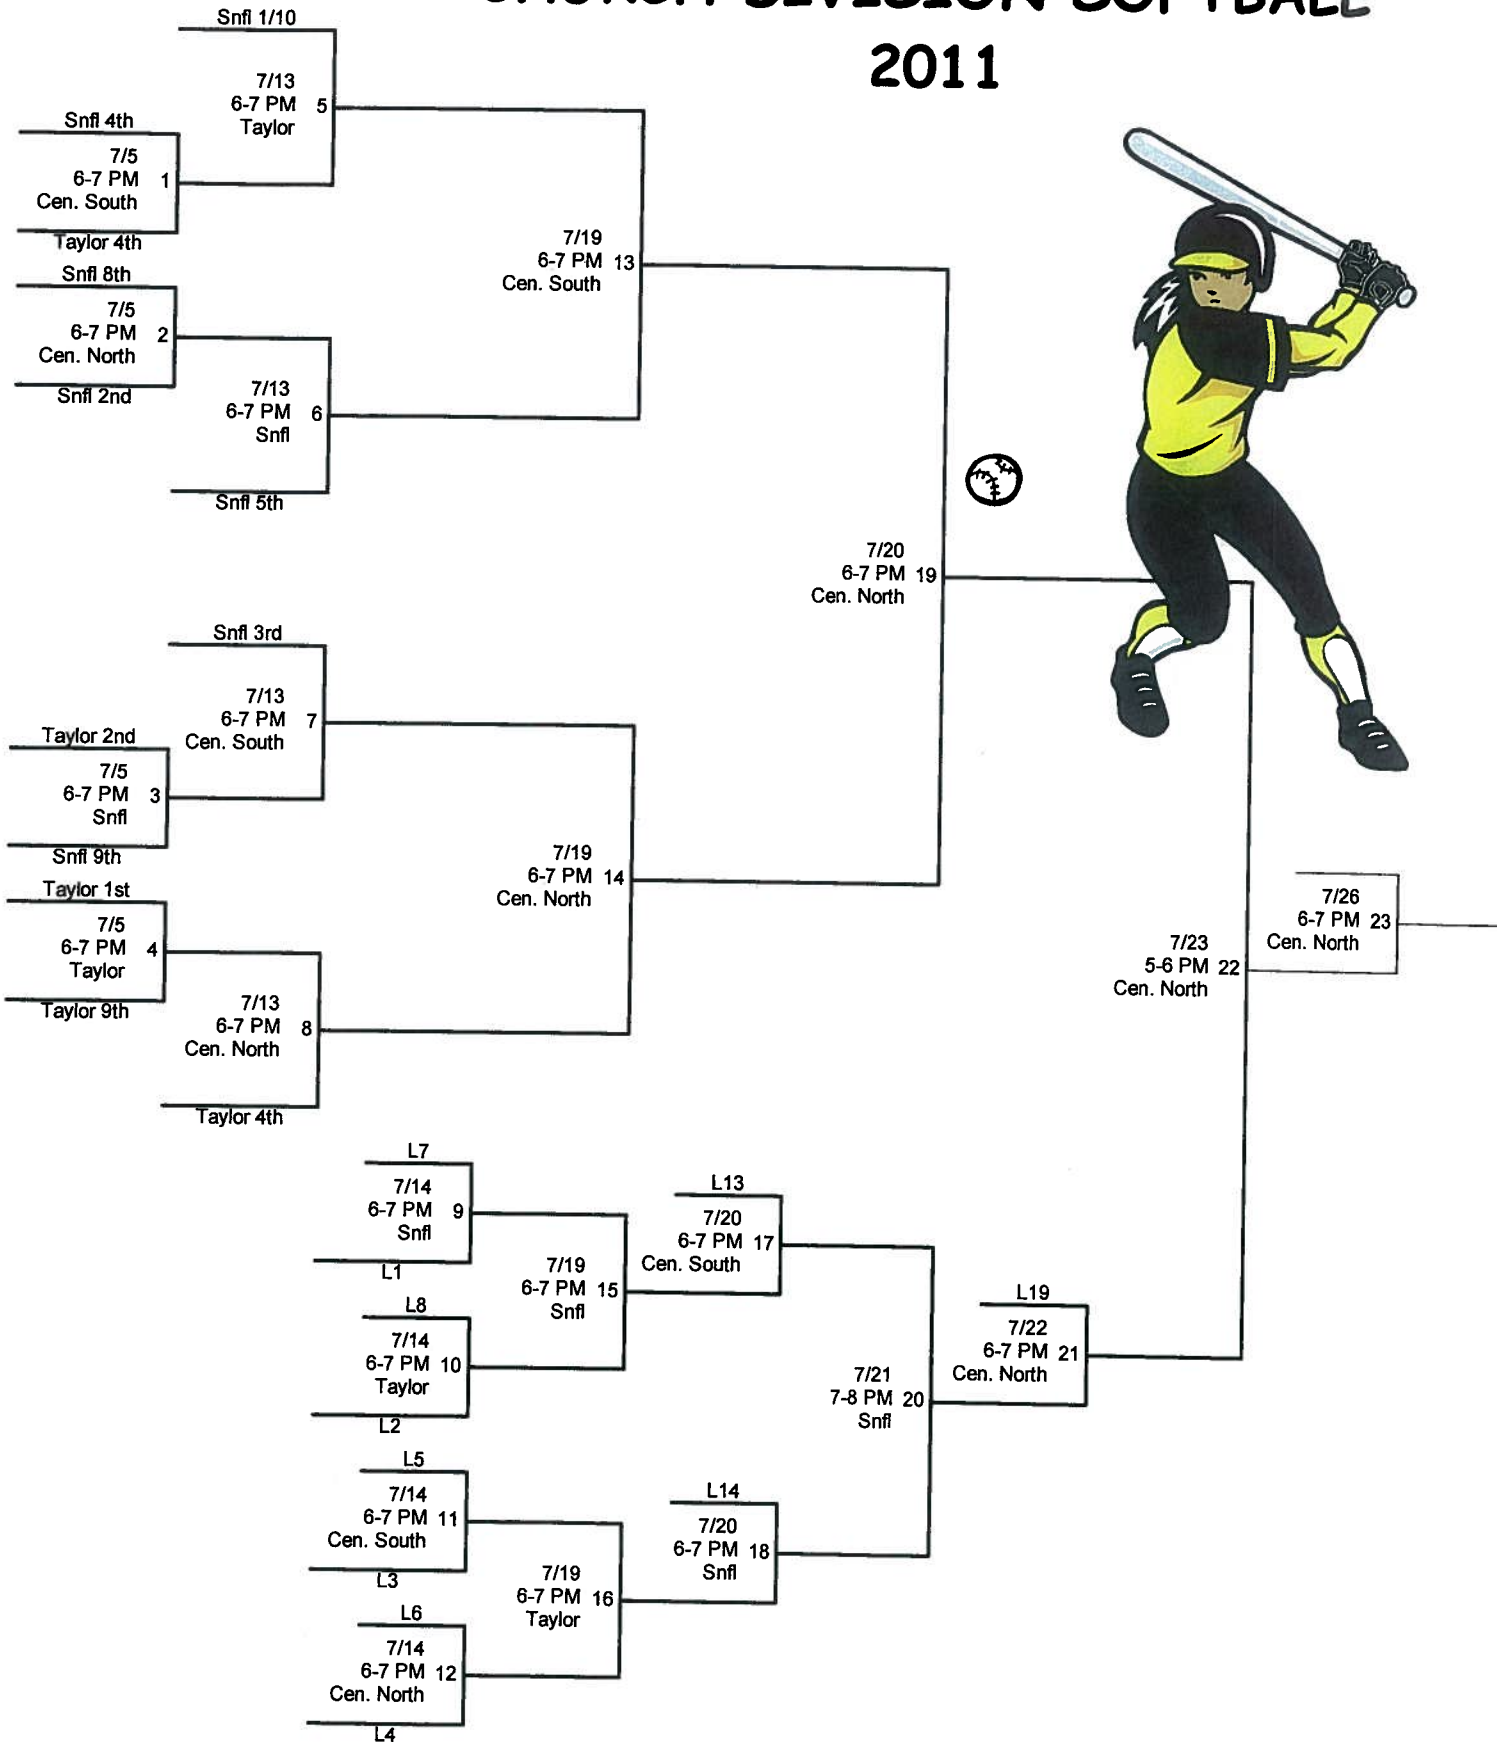 DIVISION SOFTBALL
2011
Snfl 1/10
7/13
6-7 PM 5
Taylor
Snfl 4th
7/5
6-7 PM 1
Cen. South
Taylor 4th
Snfl 8th
7/5
6-7 PM 2
Cen. North
Snfl 2nd
7/13
6-7 PM 6
Snfl
Snfl 5th
7/19
6-7 PM 13
Cen. South
7/20
6-7 PM 19
Cen. North
Snfl 3rd
7/13
6-7 PM 7
Cen. South
Taylor 2nd
7/5
6-7 PM 3
Snfl
Snfl 9th
Taylor 1st
7/5
6-7 PM 4
Taylor
Taylor 9th
7/13
6-7 PM 8
Cen. North
Taylor 4th
7/19
6-7 PM 14
Cen. North
7/23
5-6 PM 22
Cen. North
7/26
6-7 PM 23
Cen. North
L7
7/14
6-7 PM 9
Snfl
L1
L8
7/14
6-7 PM 10
Taylor
L2
7/19
6-7 PM 15
Snfl
L13
7/20
6-7 PM 17
Cen. South
L5
7/14
6-7 PM 11
Cen. South
L3
L6
7/14
6-7 PM 12
Cen. North
L4
7/19
6-7 PM 16
Taylor
L14
7/20
6-7 PM 18
Snfl
7/21
7-8 PM 20
Snfl
L19
7/22
6-7 PM 21
Cen. North